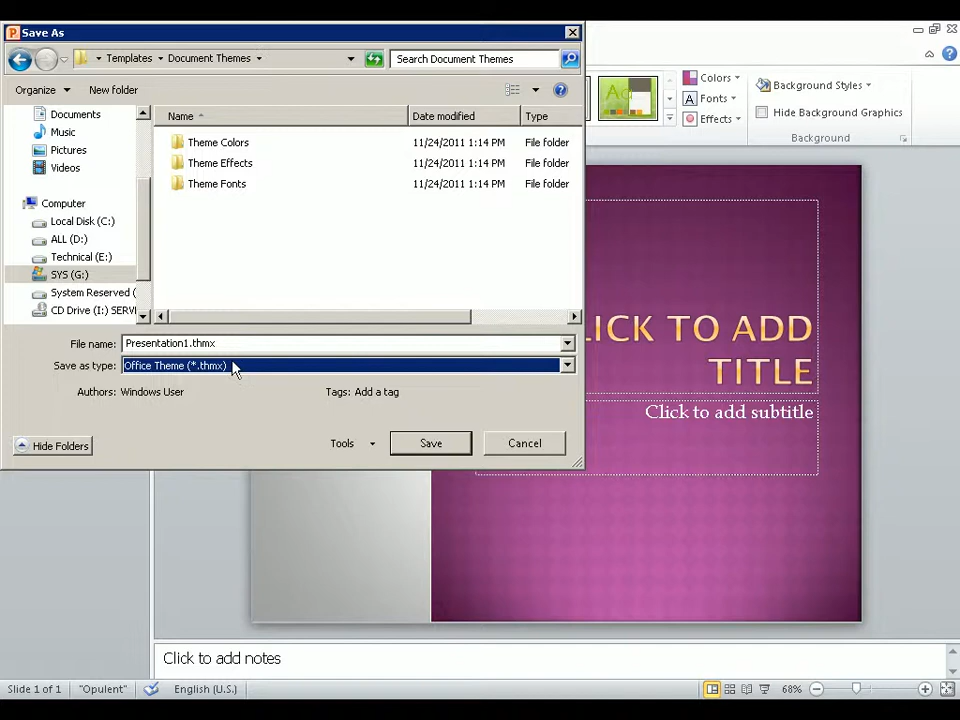 Save As
Templates Document Themes
Search Document Themes
Organize New folder
Documents
Music
Pictures
Videos
Computer
Local Disk (C:)
ALL (D:)
Technical (E:)
SYS (G:)
System Reserved (
CD Drive (I:) SERV
Name Date modified Type
Theme Colors 11/24/2011 1:14 PM File folder
Theme Effects 11/24/2011 1:14 PM File folder
Theme Fonts 11/24/2011 1:14 PM File folder
File name: Presentation1.thmx
Save as type: Office Theme (*.thmx)
Authors: Windows User Tags: Add a tag
Hide Folders Tools Save Cancel
Aa
Colors
Fonts
Effects
Background Styles
Hide Background Graphics
Background
LICK TO ADD
TITLE
Click to add subtitle
Click to add notes
Slide 1 of 1 "Opulent" English (U.S.) 68%